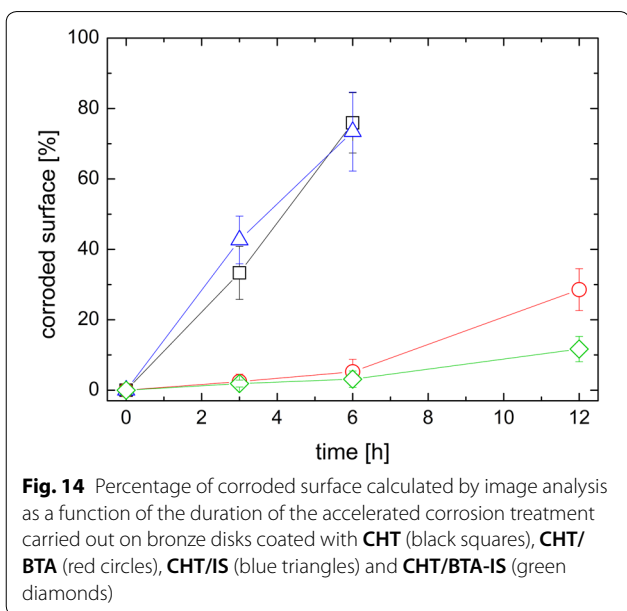 100
80
60
40
20
0
corroded surface [%]
0 2 4 6 8 10 12
time [h]
Fig. 14 Percentage of corroded surface calculated by image analysis
as a function of the duration of the accelerated corrosion treatment
carried out on bronze disks coated with CHT (black squares), CHT/
BTA (red circles), CHT/IS (blue triangles) and CHT/BTA-IS (green
diamonds)